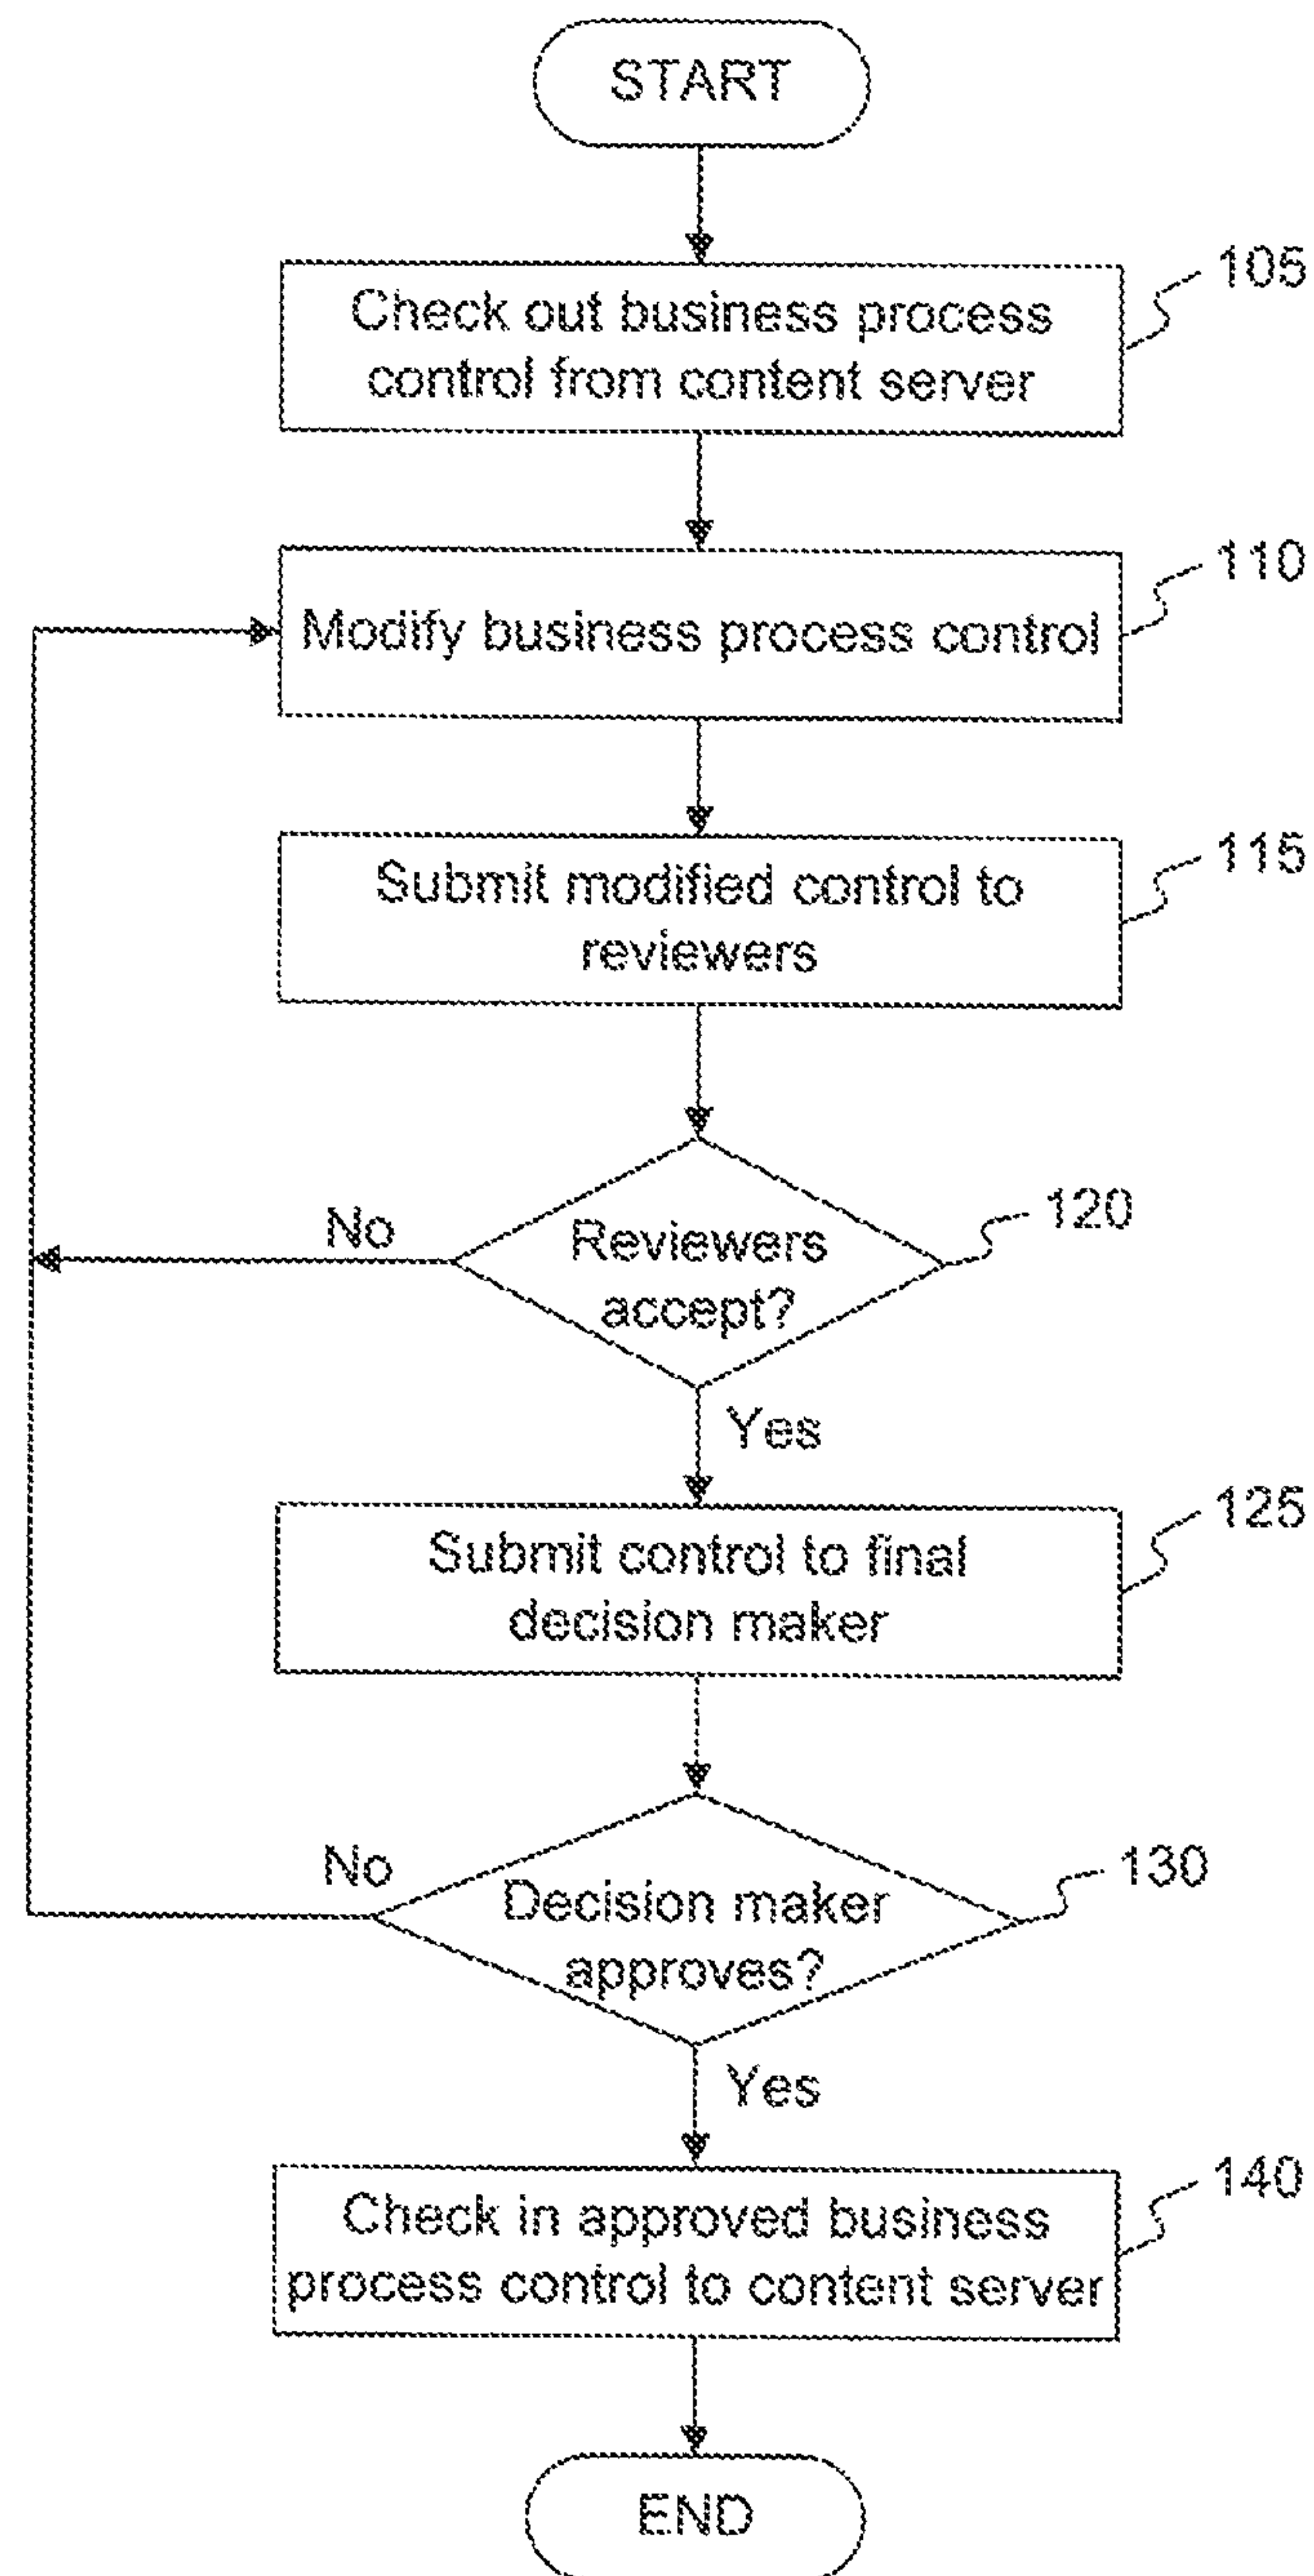 START
Check out business process
control from content server
105
Modify business process control
110
Submit modified control to
reviewers
115
Reviewers
accept?
120
No
Yes
Submit control to final
decision maker
125
Decision maker
approves?
130
No
Yes
Check in approved business
process control to content server
140
END